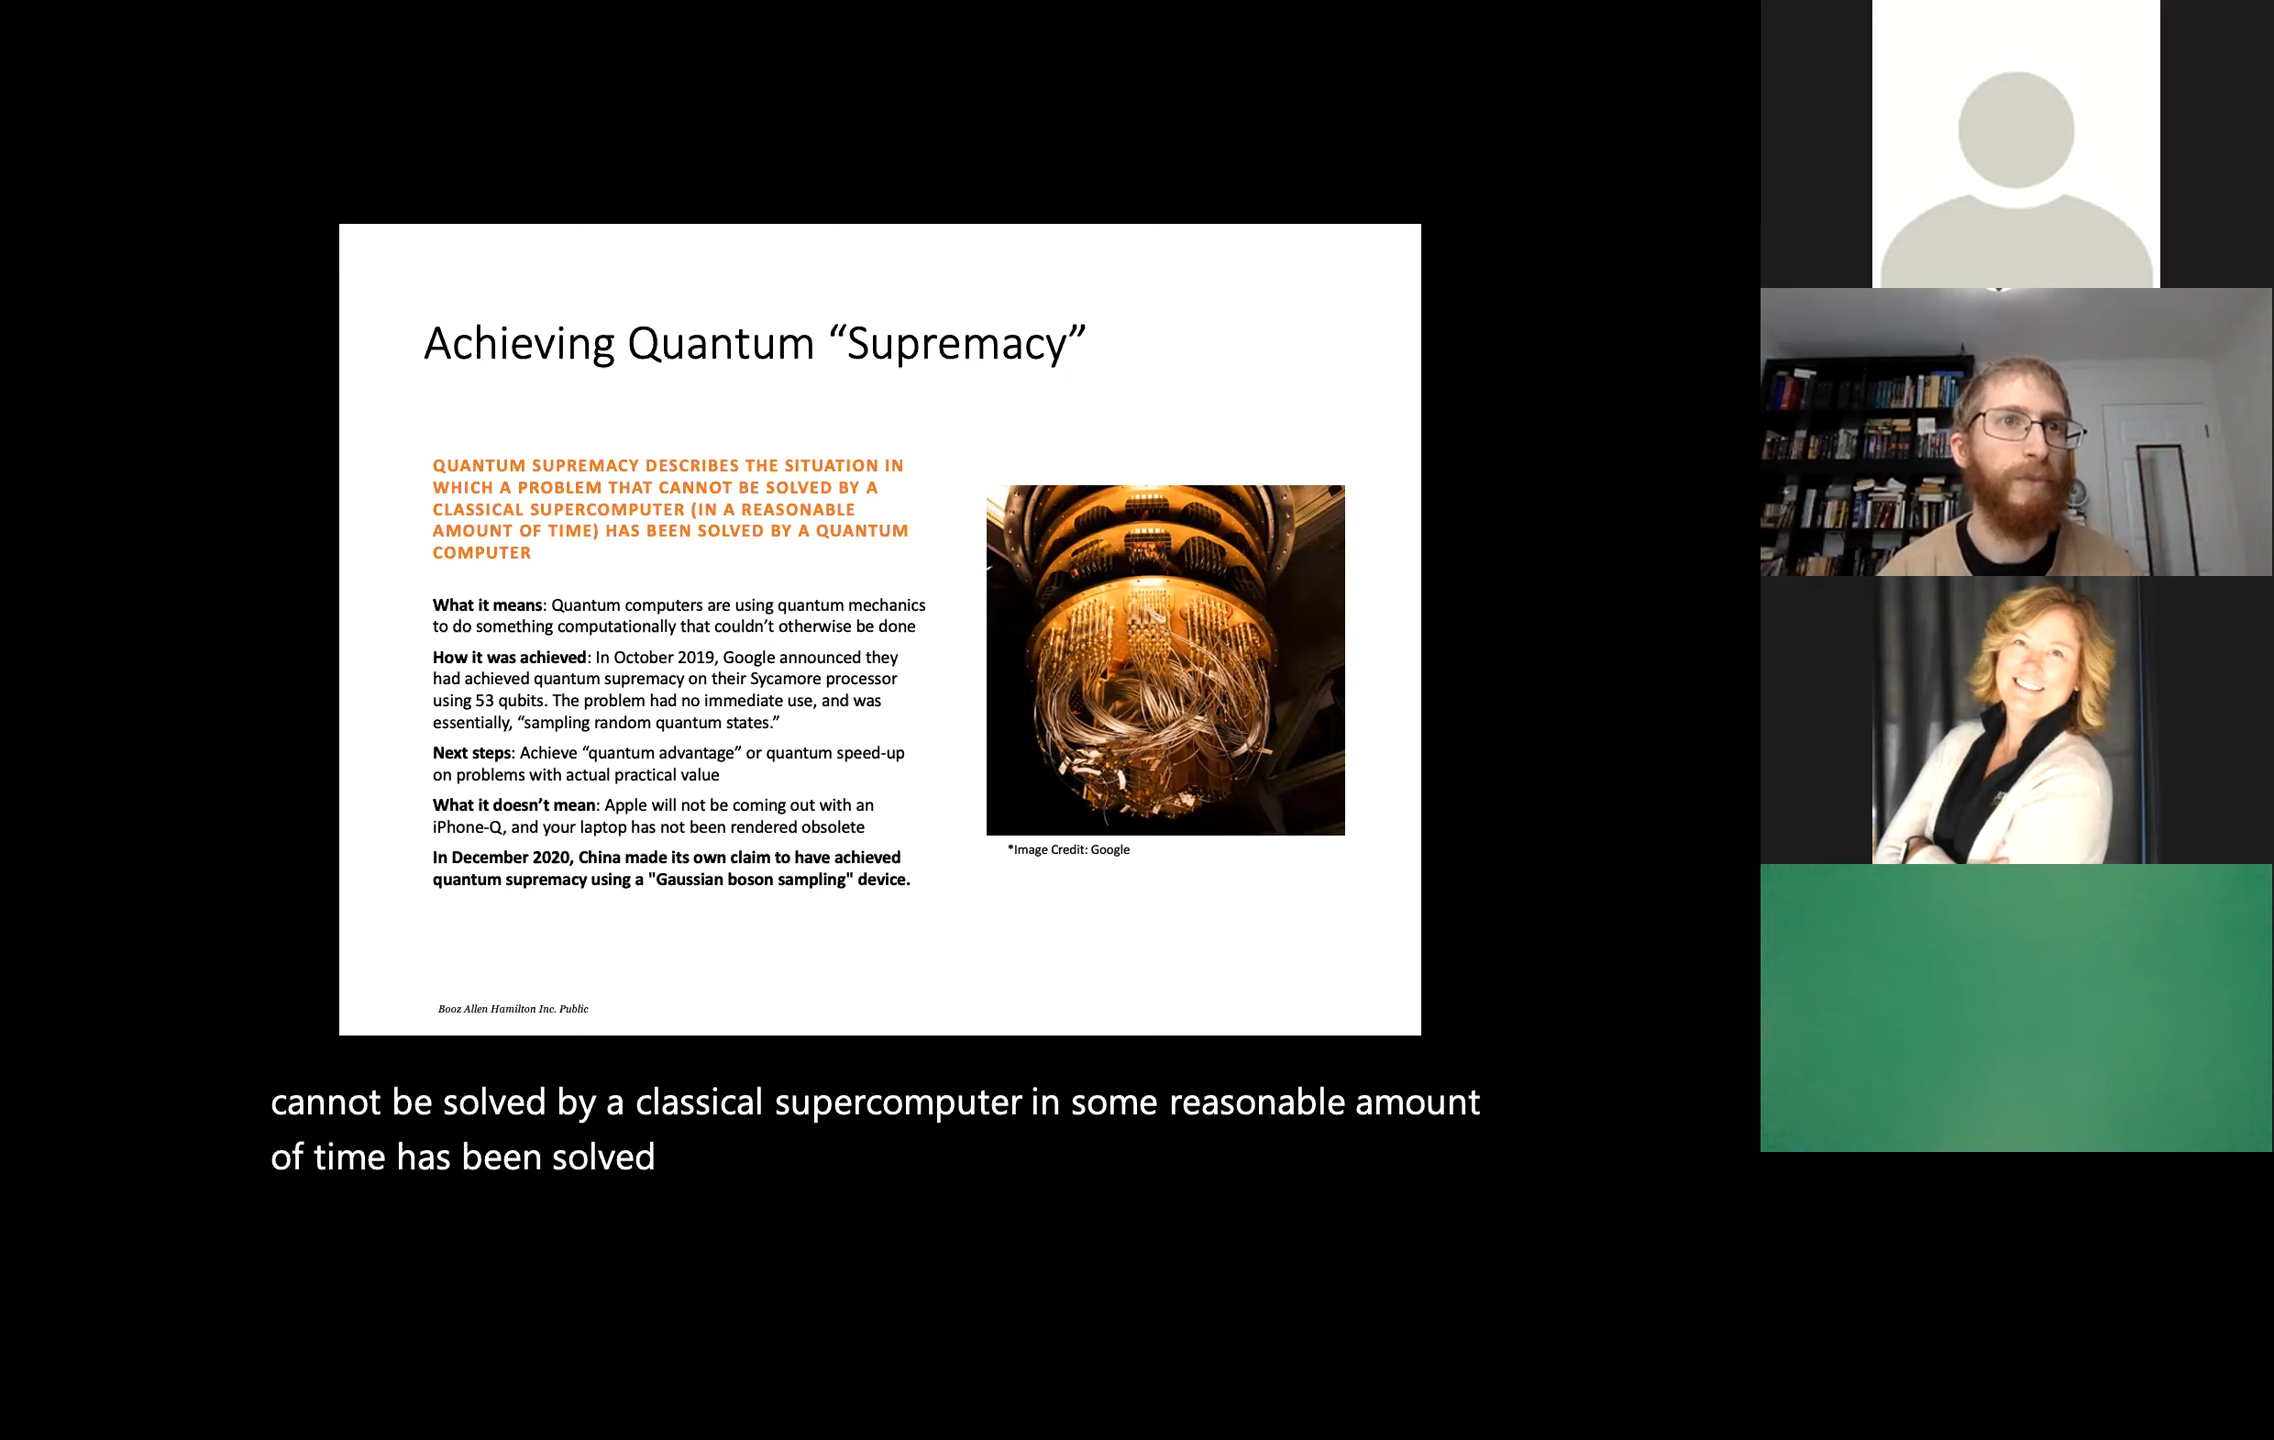 Achieving Quantum “Supremacy”
QUANTUM SUPREMACY DESCRIBES THE SITUATION IN
WHICH A PROBLEM THAT CANNOT BE SOLVED BY A
CLASSICAL SUPERCOMPUTER (IN A REASONABLE
AMOUNT OF TIME) HAS BEEN SOLVED BY A QUANTUM
COMPUTER
What it means: Quantum computers are using quantum mechanics
to do something computationally that couldn’t otherwise be done
How it was achieved: In October 2019, Google announced they
had achieved quantum supremacy on their Sycamore processor
using 53 qubits. The problem had no immediate use, and was
essentially, “sampling random quantum states.”
Next steps: Achieve “quantum advantage” or quantum speed-up
on problems with actual practical value
What it doesn’t mean: Apple will not be coming out with an
iPhone-Q, and your laptop has not been rendered obsolete
In December 2020, China made its own claim to have achieved
quantum supremacy using a "Gaussian boson sampling" device.
*Image Credit: Google
Booz Allen Hamilton Inc. Public
cannot be solved by a classical supercomputer in some reasonable amount
of time has been solved